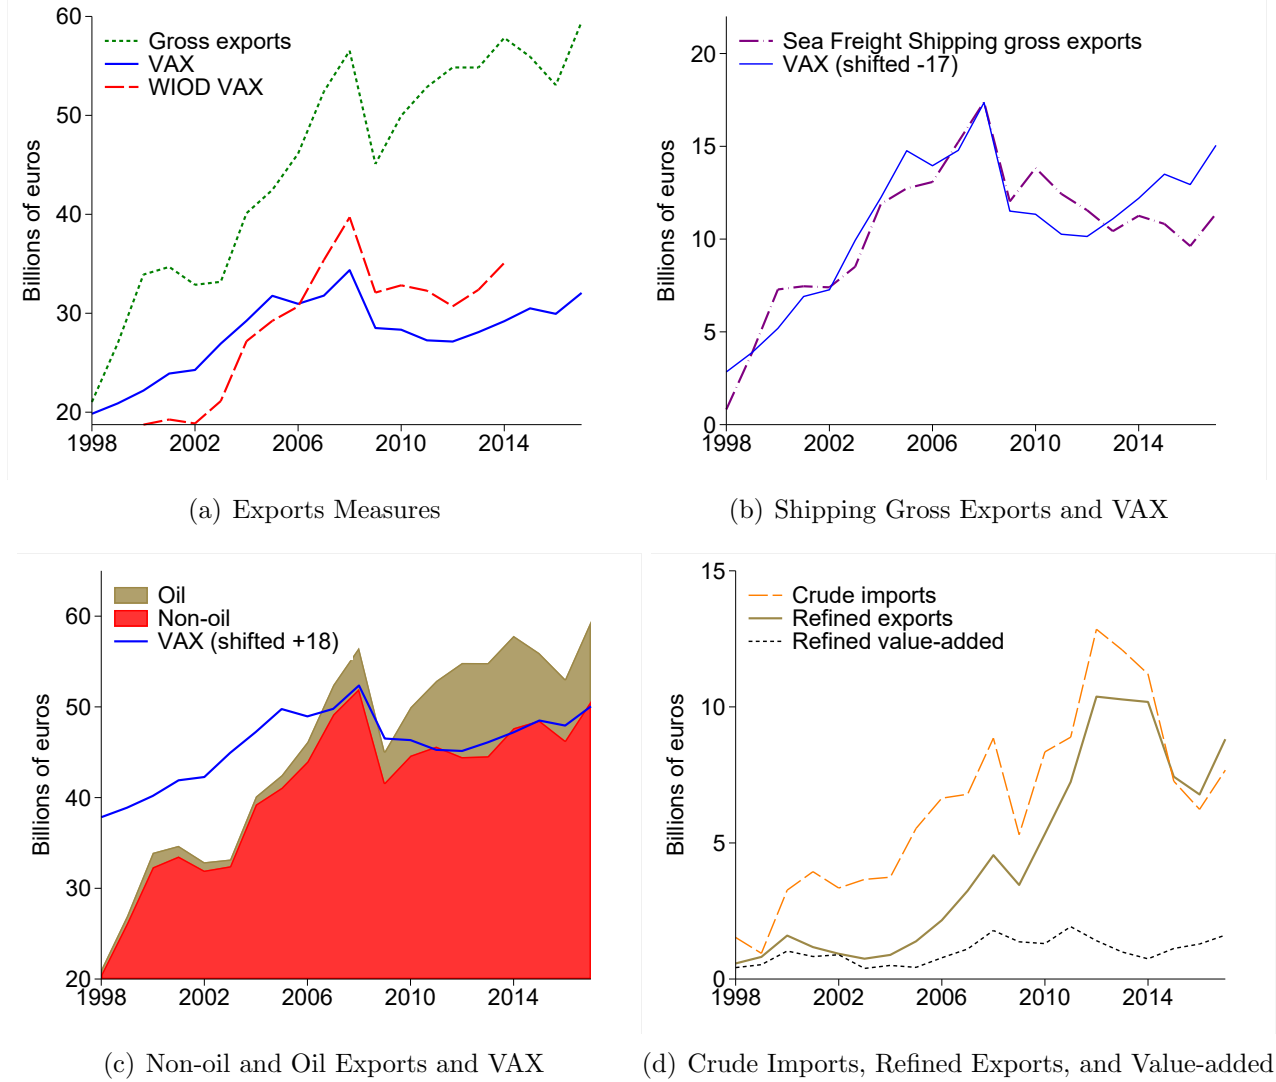 60
50
40
30
20
Billions of euros
Gross exports
VAX
WIOD VAX
1998 2002 2006 2010 2014
(a) Exports Measures
20
15
10
5
0
Billions of euros
Sea Freight Shipping gross exports
VAX (shifted -17)
1998 2002 2006 2010 2014
(b) Shipping Gross Exports and VAX
60
50
40
30
20
Billions of euros
Oil
Non-oil
VAX (shifted +18)
1998 2002 2006 2010 2014
(c) Non-oil and Oil Exports and VAX
15
10
5
0
Billions of euros
Crude imports
Refined exports
Refined value-added
1998 2002 2006 2010 2014
(d) Crude Imports, Refined Exports, and Value-added